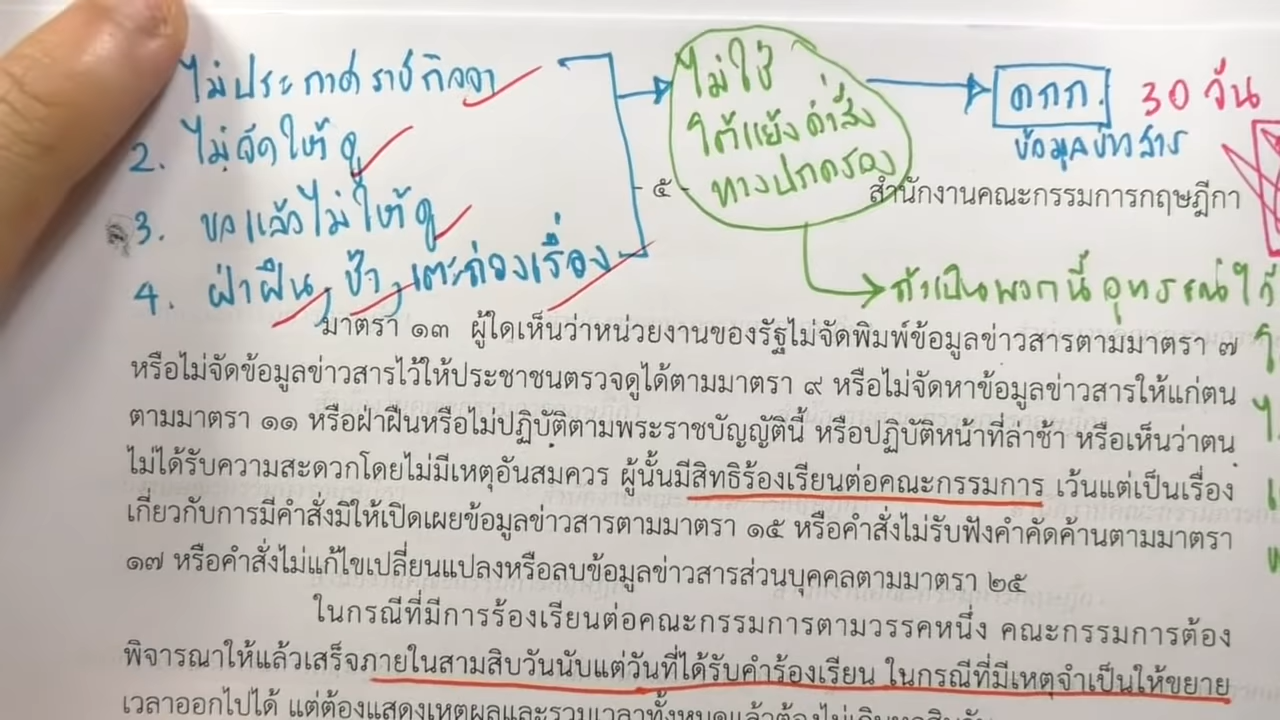 ไม่ประกาศราชกิจจา
2. ไม่จัดให้ดู
3. ขอแล้วไม่ให้ดู
4. ฝ่าฝืน, ช้า, เตะถ่วงเรื่อง
ไม่ใช่
โต้แย้งคำสั่ง
ทางปกครอง
คกก. 30 วัน
ข้อมูลข่าวสาร
- ๕ -
สำนักงานคณะกรรมการกฤษฎีกา
ถ้าเป็นพวกนี้ อุทธรณ์ได้
มาตรา ๑๓ ผู้ใดเห็นว่าหน่วยงานของรัฐไม่จัดพิมพ์ข้อมูลข่าวสารตามมาตรา ๗
หรือไม่จัดข้อมูลข่าวสารไว้ให้ประชาชนตรวจดูได้ตามมาตรา ๙ หรือไม่จัดหาข้อมูลข่าวสารให้แก่ตน
ตามมาตรา ๑๑ หรือฝ่าฝืนหรือไม่ปฏิบัติตามพระราชบัญญัตินี้ หรือปฏิบัติหน้าที่ล่าช้า หรือเห็นว่าตน
ไม่ได้รับความสะดวกโดยไม่มีเหตุอันสมควร ผู้นั้นมีสิทธิร้องเรียนต่อคณะกรรมการ เว้นแต่เป็นเรื่อง
เกี่ยวกับการมีคำสั่งมิให้เปิดเผยข้อมูลข่าวสารตามมาตรา ๑๕ หรือคำสั่งไม่รับฟังคำคัดค้านตามมาตรา
๑๗ หรือคำสั่งไม่แก้ไขเปลี่ยนแปลงหรือลบข้อมูลข่าวสารส่วนบุคคลตามมาตรา ๒๕
ในกรณีที่มีการร้องเรียนต่อคณะกรรมการตามวรรคหนึ่ง คณะกรรมการต้อง
พิจารณาให้แล้วเสร็จภายในสามสิบวันนับแต่วันที่ได้รับคำร้องเรียน ในกรณีที่มีเหตุจำเป็นให้ขยาย
เวลาออกไปได้ แต่ต้องแสดงเหตุผลและรวมเวลาทั้งหมดแล้วต้องไม่เกินหกสิบวัน